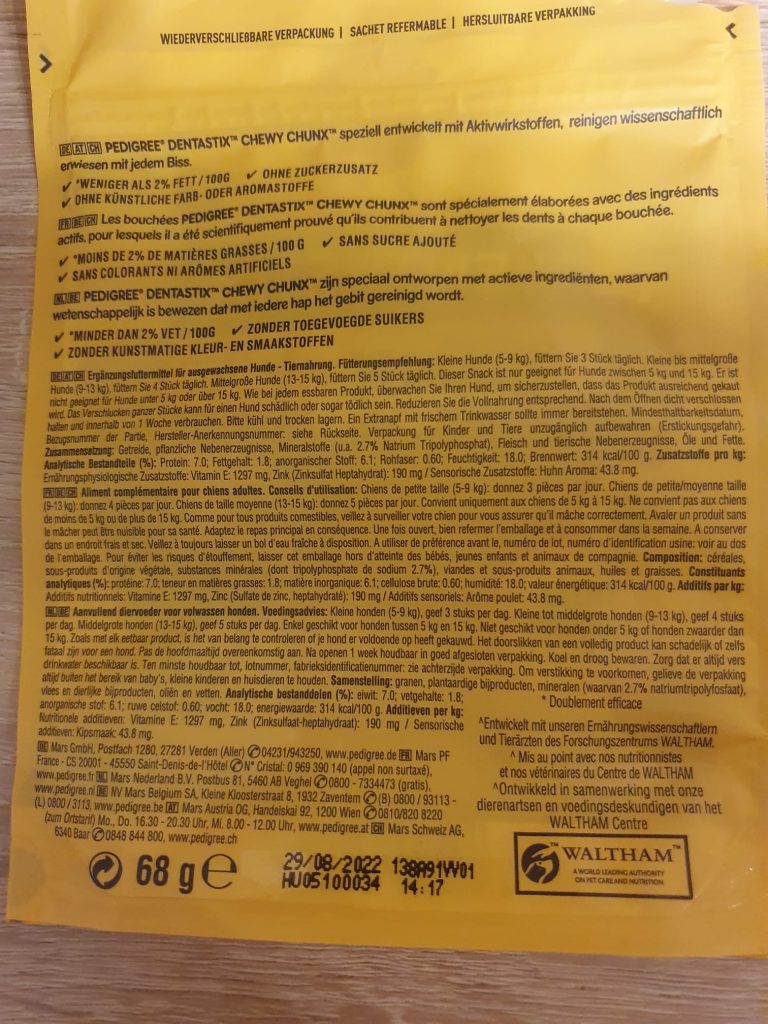 WIEDERVERSCHLIEßBARE VERPACKUNG | SACHET REFERMABLE | HERSLUITBARE VERPAKKING
DE AT CH PEDIGREE® DENTASTIX™ CHEWY CHUNX™ speziell entwickelt mit Aktivwirkstoffen, reinigen wissenschaftlich
erwiesen mit jedem Biss.
✓ *WENIGER ALS 2% FETT / 100G ✓ OHNE ZUCKERZUSATZ
✓ OHNE KÜNSTLICHE FARB- ODER AROMASTOFFE
FR BE CH Les bouchées PEDIGREE® DENTASTIX™ CHEWY CHUNX™ sont spécialement élaborées avec des ingrédients
actifs, pour lesquels il a été scientifiquement prouvé qu'ils contribuent à nettoyer les dents à chaque bouchée.
✓ *MOINS DE 2% DE MATIÈRES GRASSES / 100 G ✓ SANS SUCRE AJOUTÉ
✓ SANS COLORANTS NI ARÔMES ARTIFICIELS
NL BE PEDIGREE® DENTASTIX™ CHEWY CHUNX™ zijn speciaal ontworpen met actieve ingrediënten, waarvan
wetenschappelijk is bewezen dat met iedere hap het gebit gereinigd wordt.
✓ *MINDER DAN 2% VET / 100G ✓ ZONDER TOEGEVOEGDE SUIKERS
✓ ZONDER KUNSTMATIGE KLEUR- EN SMAAKSTOFFEN
DE AT CH Ergänzungsfuttermittel für ausgewachsene Hunde - Tiernahrung. Fütterungsempfehlung: Kleine Hunde (5-9 kg), füttern Sie 3 Stück täglich. Kleine bis mittelgroße
Hunde (9-13 kg), füttern Sie 4 Stück täglich. Mittelgroße Hunde (13-15 kg), füttern Sie 5 Stück täglich. Dieser Snack ist nur geeignet für Hunde zwischen 5 kg und 15 kg. Er ist
nicht geeignet für Hunde unter 5 kg oder über 15 kg. Wie bei jedem essbaren Produkt, überwachen Sie Ihren Hund, um sicherzustellen, dass das Produkt ausreichend gekaut
wird. Das Verschlucken ganzer Stücke kann für einen Hund schädlich oder sogar tödlich sein. Reduzieren Sie die Vollnahrung entsprechend. Nach dem Öffnen dicht verschlossen
halten und innerhalb von 1 Woche verbrauchen. Bitte kühl und trocken lagern. Ein Extranapf mit frischem Trinkwasser sollte immer bereitstehen. Mindesthaltbarkeitsdatum,
Bezugsnummer der Partie, Hersteller-Anerkennungsnummer: siehe Rückseite. Verpackung für Kinder und Tiere unzugänglich aufbewahren (Erstickungsgefahr).
Zusammensetzung: Getreide, pflanzliche Nebenerzeugnisse, Mineralstoffe (u.a. 2.7% Natrium Tripolyphosphat), Fleisch und tierische Nebenerzeugnisse, Öle und Fette.
Analytische Bestandteile (%): Protein: 7.0; Fettgehalt: 1.8; anorganischer Stoff: 6.1; Rohfaser: 0.60; Feuchtigkeit: 18.0; Brennwert: 314 kcal/100 g. Zusatzstoffe pro kg:
Ernährungsphysiologische Zusatzstoffe: Vitamin E: 1297 mg, Zink (Zinksulfat Heptahydrat): 190 mg / Sensorische Zusatzstoffe: Huhn Aroma: 43.8 mg.
FR BE CH Aliment complémentaire pour chiens adultes. Conseils d'utilisation: Chiens de petite taille (5-9 kg): donnez 3 pièces par jour. Chiens de petite/moyenne taille
(9-13 kg): donnez 4 pièces par jour. Chiens de taille moyenne (13-15 kg): donnez 5 pièces par jour. Convient uniquement aux chiens de 5 kg à 15 kg. Ne convient pas aux chiens
de moins de 5 kg ou de plus de 15 kg. Comme pour tous produits comestibles, veillez à surveiller votre chien pour vous assurer qu'il mâche correctement. Avaler un produit sans
le mâcher peut être nuisible pour sa santé. Adaptez le repas principal en conséquence. Une fois ouvert, bien refermer l'emballage et à consommer dans la semaine. A conserver
dans un endroit frais et sec. Veillez à toujours laisser un bol d'eau fraîche à disposition. A utiliser de préférence avant le, numéro de lot, numéro d'identification usine: voir au dos
de l'emballage. Pour éviter les risques d'étouffement, laisser cet emballage hors d'atteinte des bébés, jeunes enfants et animaux de compagnie. Composition: céréales,
sous-produits d'origine végétale, substances minérales (dont tripolyphosphate de sodium 2.7%), viandes et sous-produits animaux, huiles et graisses. Constituants
analytiques (%): protéine: 7.0; teneur en matières grasses: 1.8; matière inorganique: 6.1; cellulose brute: 0.60; humidité: 18.0; valeur énergétique: 314 kcal/100 g. Additifs par kg:
Additifs nutritionnels: Vitamine E: 1297 mg, Zinc (Sulfate de zinc, heptahydraté): 190 mg / Additifs sensoriels: Arôme poulet: 43.8 mg.
NL BE Aanvullend diervoeder voor volwassen honden. Voedingsadvies: Kleine honden (5-9 kg), geef 3 stuks per dag. Kleine tot middelgrote honden (9-13 kg), geef 4 stuks
per dag. Middelgrote honden (13-15 kg), geef 5 stuks per dag. Enkel geschikt voor honden tussen 5 kg en 15 kg. Niet geschikt voor honden onder 5 kg of honden zwaarder dan
15 kg. Zoals met elk eetbaar product, is het van belang te controleren of je hond er voldoende op heeft gekauwd. Het doorslikken van een volledig product kan schadelijk of zelfs
fataal zijn voor een hond. Pas de hoofdmaaltijd overeenkomstig aan. Na openen 1 week houdbaar in goed afgesloten verpakking. Koel en droog bewaren. Zorg dat er altijd vers
drinkwater beschikbaar is. Ten minste houdbaar tot, lotnummer, fabrieksidentificatienummer: zie achterzijde verpakking. Om verstikking te voorkomen, gelieve de verpakking
altijd buiten het bereik van baby's, kleine kinderen en huisdieren te houden. Samenstelling: granen, plantaardige bijproducten, mineralen (waarvan 2.7% natriumtripolyfosfaat),
vlees en dierlijke bijproducten, oliën en vetten. Analytische bestanddelen (%): eiwit: 7.0; vetgehalte: 1.8;
anorganische stof: 6.1; ruwe celstof: 0.60; vocht: 18.0; energiewaarde: 314 kcal/100 g. Additieven per kg:
Nutritionele additieven: Vitamine E: 1297 mg, Zink (Zinksulfaat-heptahydraat): 190 mg / Sensorische
additieven: Kipsmaak: 43.8 mg.
DE Mars GmbH, Postfach 1280, 27281 Verden (Aller) ✆04231/943250, www.pedigree.de FR Mars PF
France - CS 20001 - 45550 Saint-Denis-de-l'Hôtel ✆N° Cristal: 0 969 390 140 (appel non surtaxé),
www.pedigree.fr NL Mars Nederland B.V. Postbus 81, 5460 AB Veghel ✆0800 - 7334473 (gratis),
www.pedigree.nl BE NV Mars Belgium SA, Kleine Kloosterstraat 8, 1932 Zaventem ✆(B) 0800 / 93113 -
(L) 0800 / 3113, www.pedigree.be AT Mars Austria OG, Handelskai 92, 1200 Wien ✆0810/820 8220
(zum Ortstarif) Mo., Do. 16.30 - 20.30 Uhr, Mi. 8.00 - 12.00 Uhr, www.pedigree.at CH Mars Schweiz AG,
6340 Baar ✆0848 844 800, www.pedigree.ch
* Doublement efficace
^Entwickelt mit unseren Ernährungswissenschaftlern
und Tierärzten des Forschungszentrums WALTHAM.
^ Mis au point avec nos nutritionnistes
et nos vétérinaires du Centre de WALTHAM
^Ontwikkeld in samenwerking met onze
dierenartsen en voedingsdeskundigen van het
WALTHAM Centre
WALTHAM™
A WORLD LEADING AUTHORITY
ON PET CARE AND NUTRITION
68 g ℮
29/08/2022 138A91VV01
HU05100034 14:17